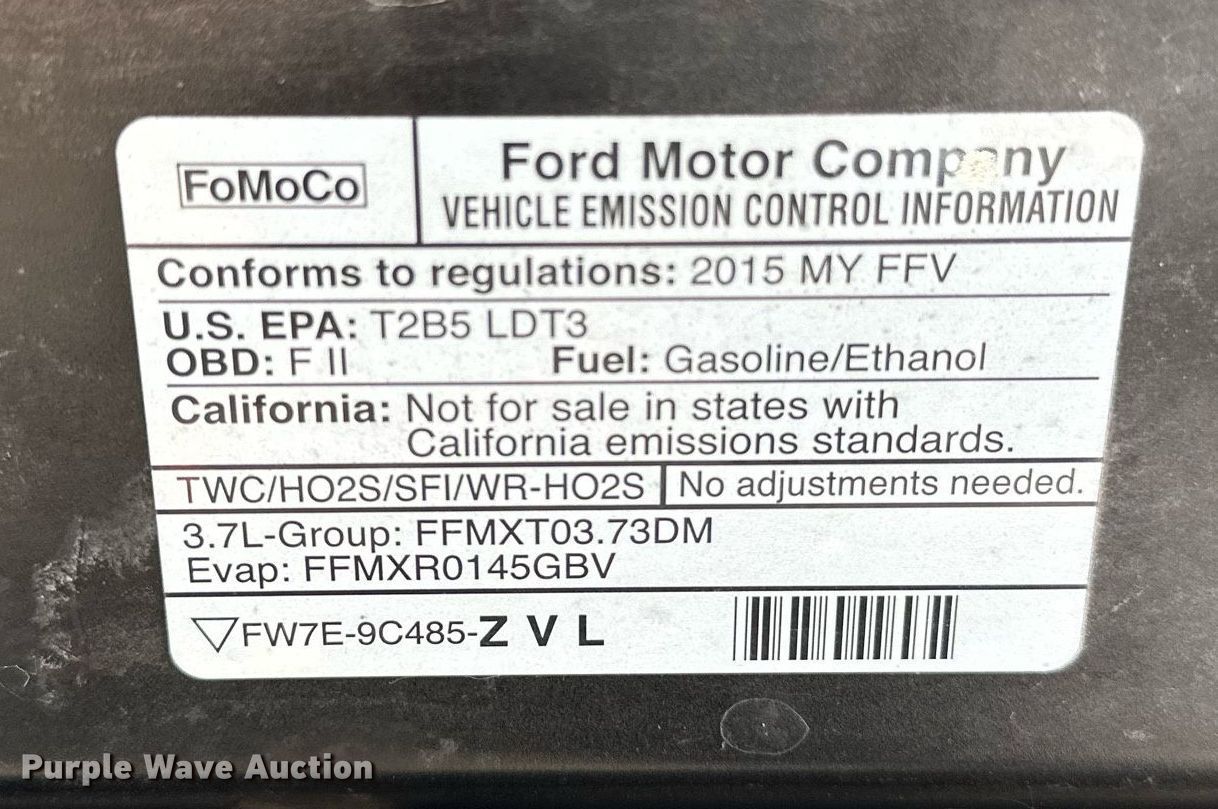 FoMoCo
Ford Motor Company
VEHICLE EMISSION CONTROL INFORMATION
Conforms to regulations: 2015 MY FFV
U.S. EPA: T2B5 LDT3
OBD: F II Fuel: Gasoline/Ethanol
California: Not for sale in states with
California emissions standards.
TWC/HO2S/SFI/WR-HO2S No adjustments needed.
3.7L-Group: FFMXT03.73DM
Evap: FFMXR0145GBV
FW7E-9C485-Z V L
Purple Wave Auction